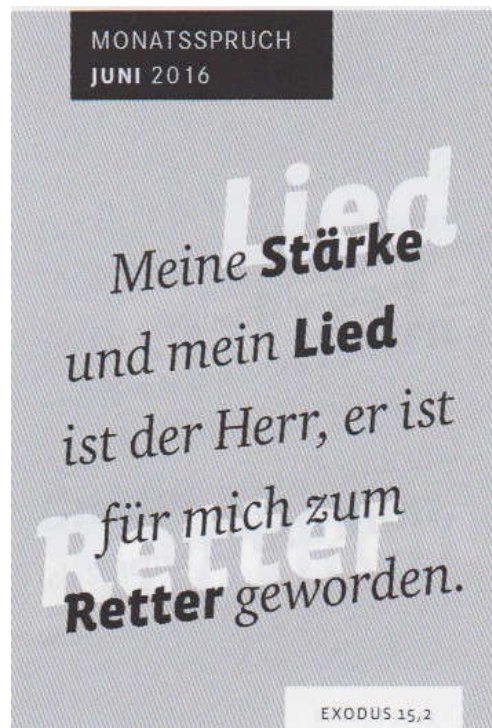 MONATSSPRUCH
JUNI 2016
Lied
Meine Stärke
und mein Lied
ist der Herr, er ist
für mich zum
Retter
Retter geworden.
EXODUS 15,2